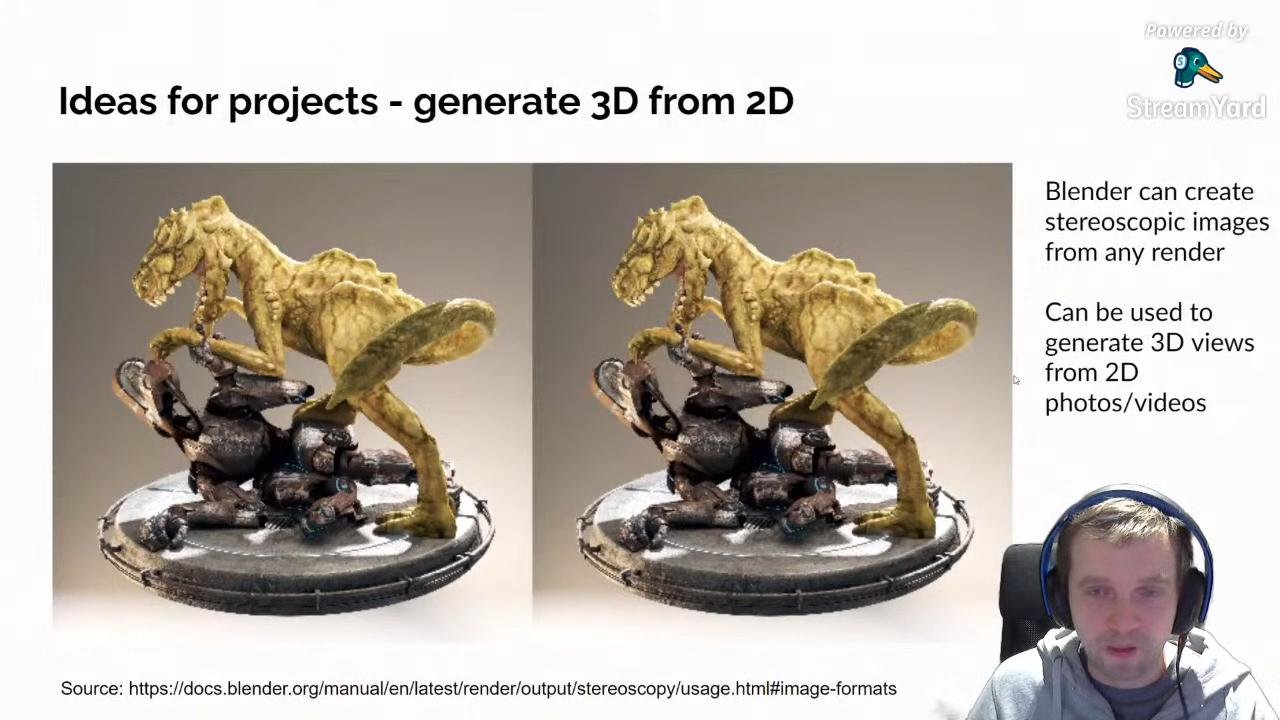 Powered by
StreamYard
Ideas for projects - generate 3D from 2D
Blender can create
stereoscopic images
from any render
Can be used to
generate 3D views
from 2D
photos/videos
Source: https://docs.blender.org/manual/en/latest/render/output/stereoscopy/usage.html#image-formats